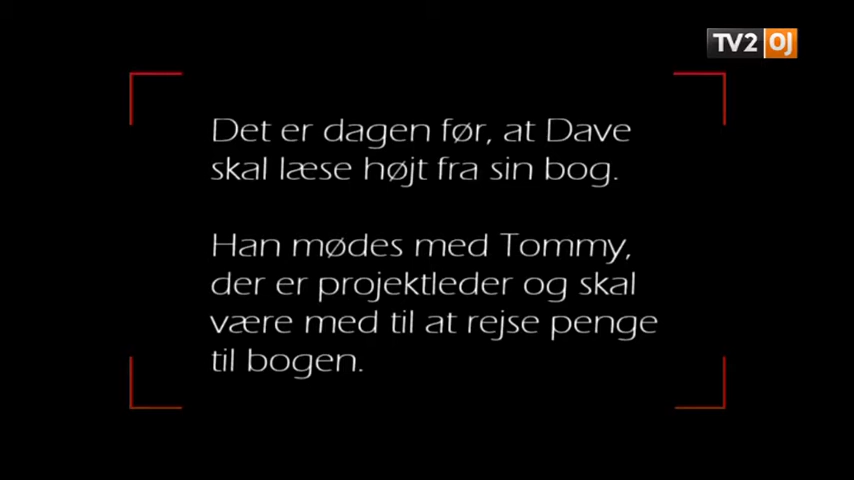 TV2 OJ
Det er dagen før, at Dave
skal læse højt fra sin bog.
Han mødes med Tommy,
der er projektleder og skal
være med til at rejse penge
til bogen.